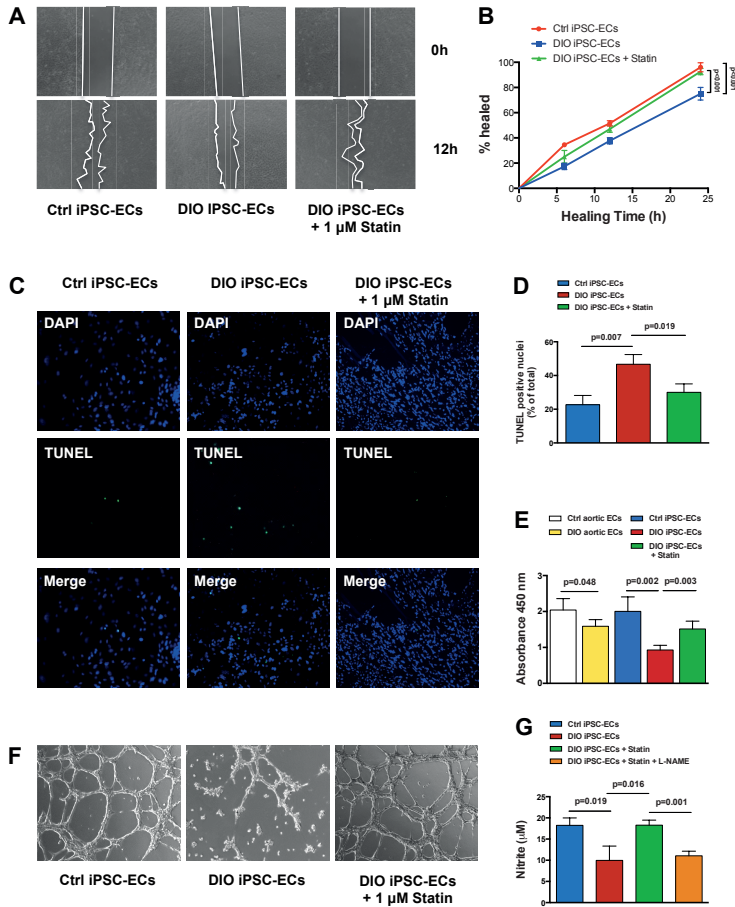 A
0h
12h
Ctrl iPSC-ECs
DIO IPSC-ECs
DIO iPSC-ECs
+ 1 µM Statin
B
Ctrl iPSC-ECs
DIO iPSC-ECs
DIO iPSC-ECs + Statin
% healed
100
80
60
40
20
0
0
5
10
15
20
25
Healing Time (h)
p<0.001
C
Ctrl iPSC-ECs
DIO iPSC-ECs
DIO iPSC-ECs
+ 1 µM Statin
DAPI
DAPI
DAPI
TUNEL
TUNEL
TUNEL
Merge
Merge
Merge
D
Ctrl iPSC-ECs
DIO iPSC-ECs
DIO iPSC-ECs + Statin
p=0.007
p=0.019
TUNEL positive nuclei
(% of total)
60
40
20
0
E
Ctrl aortic ECs
Ctrl iPSC-ECs
DIO aortic ECs
DIO iPSC-ECs
DIO iPSC-ECs
+ Statin
Absorbance 450 nm
3
2
1
0
p=0.048
p=0.002
p=0.003
F
Ctrl iPSC-ECs
DIO iPSC-ECs
DIO iPSC-ECs
+ 1 µM Statin
G
Ctrl iPSC-ECs
DIO iPSC-ECs
DIO iPSC-ECs + Statin
DIO iPSC-ECs + Statin + L-NAME
p=0.016
p=0.019
p=0.001
Nitrite (µM)
30
20
10
0